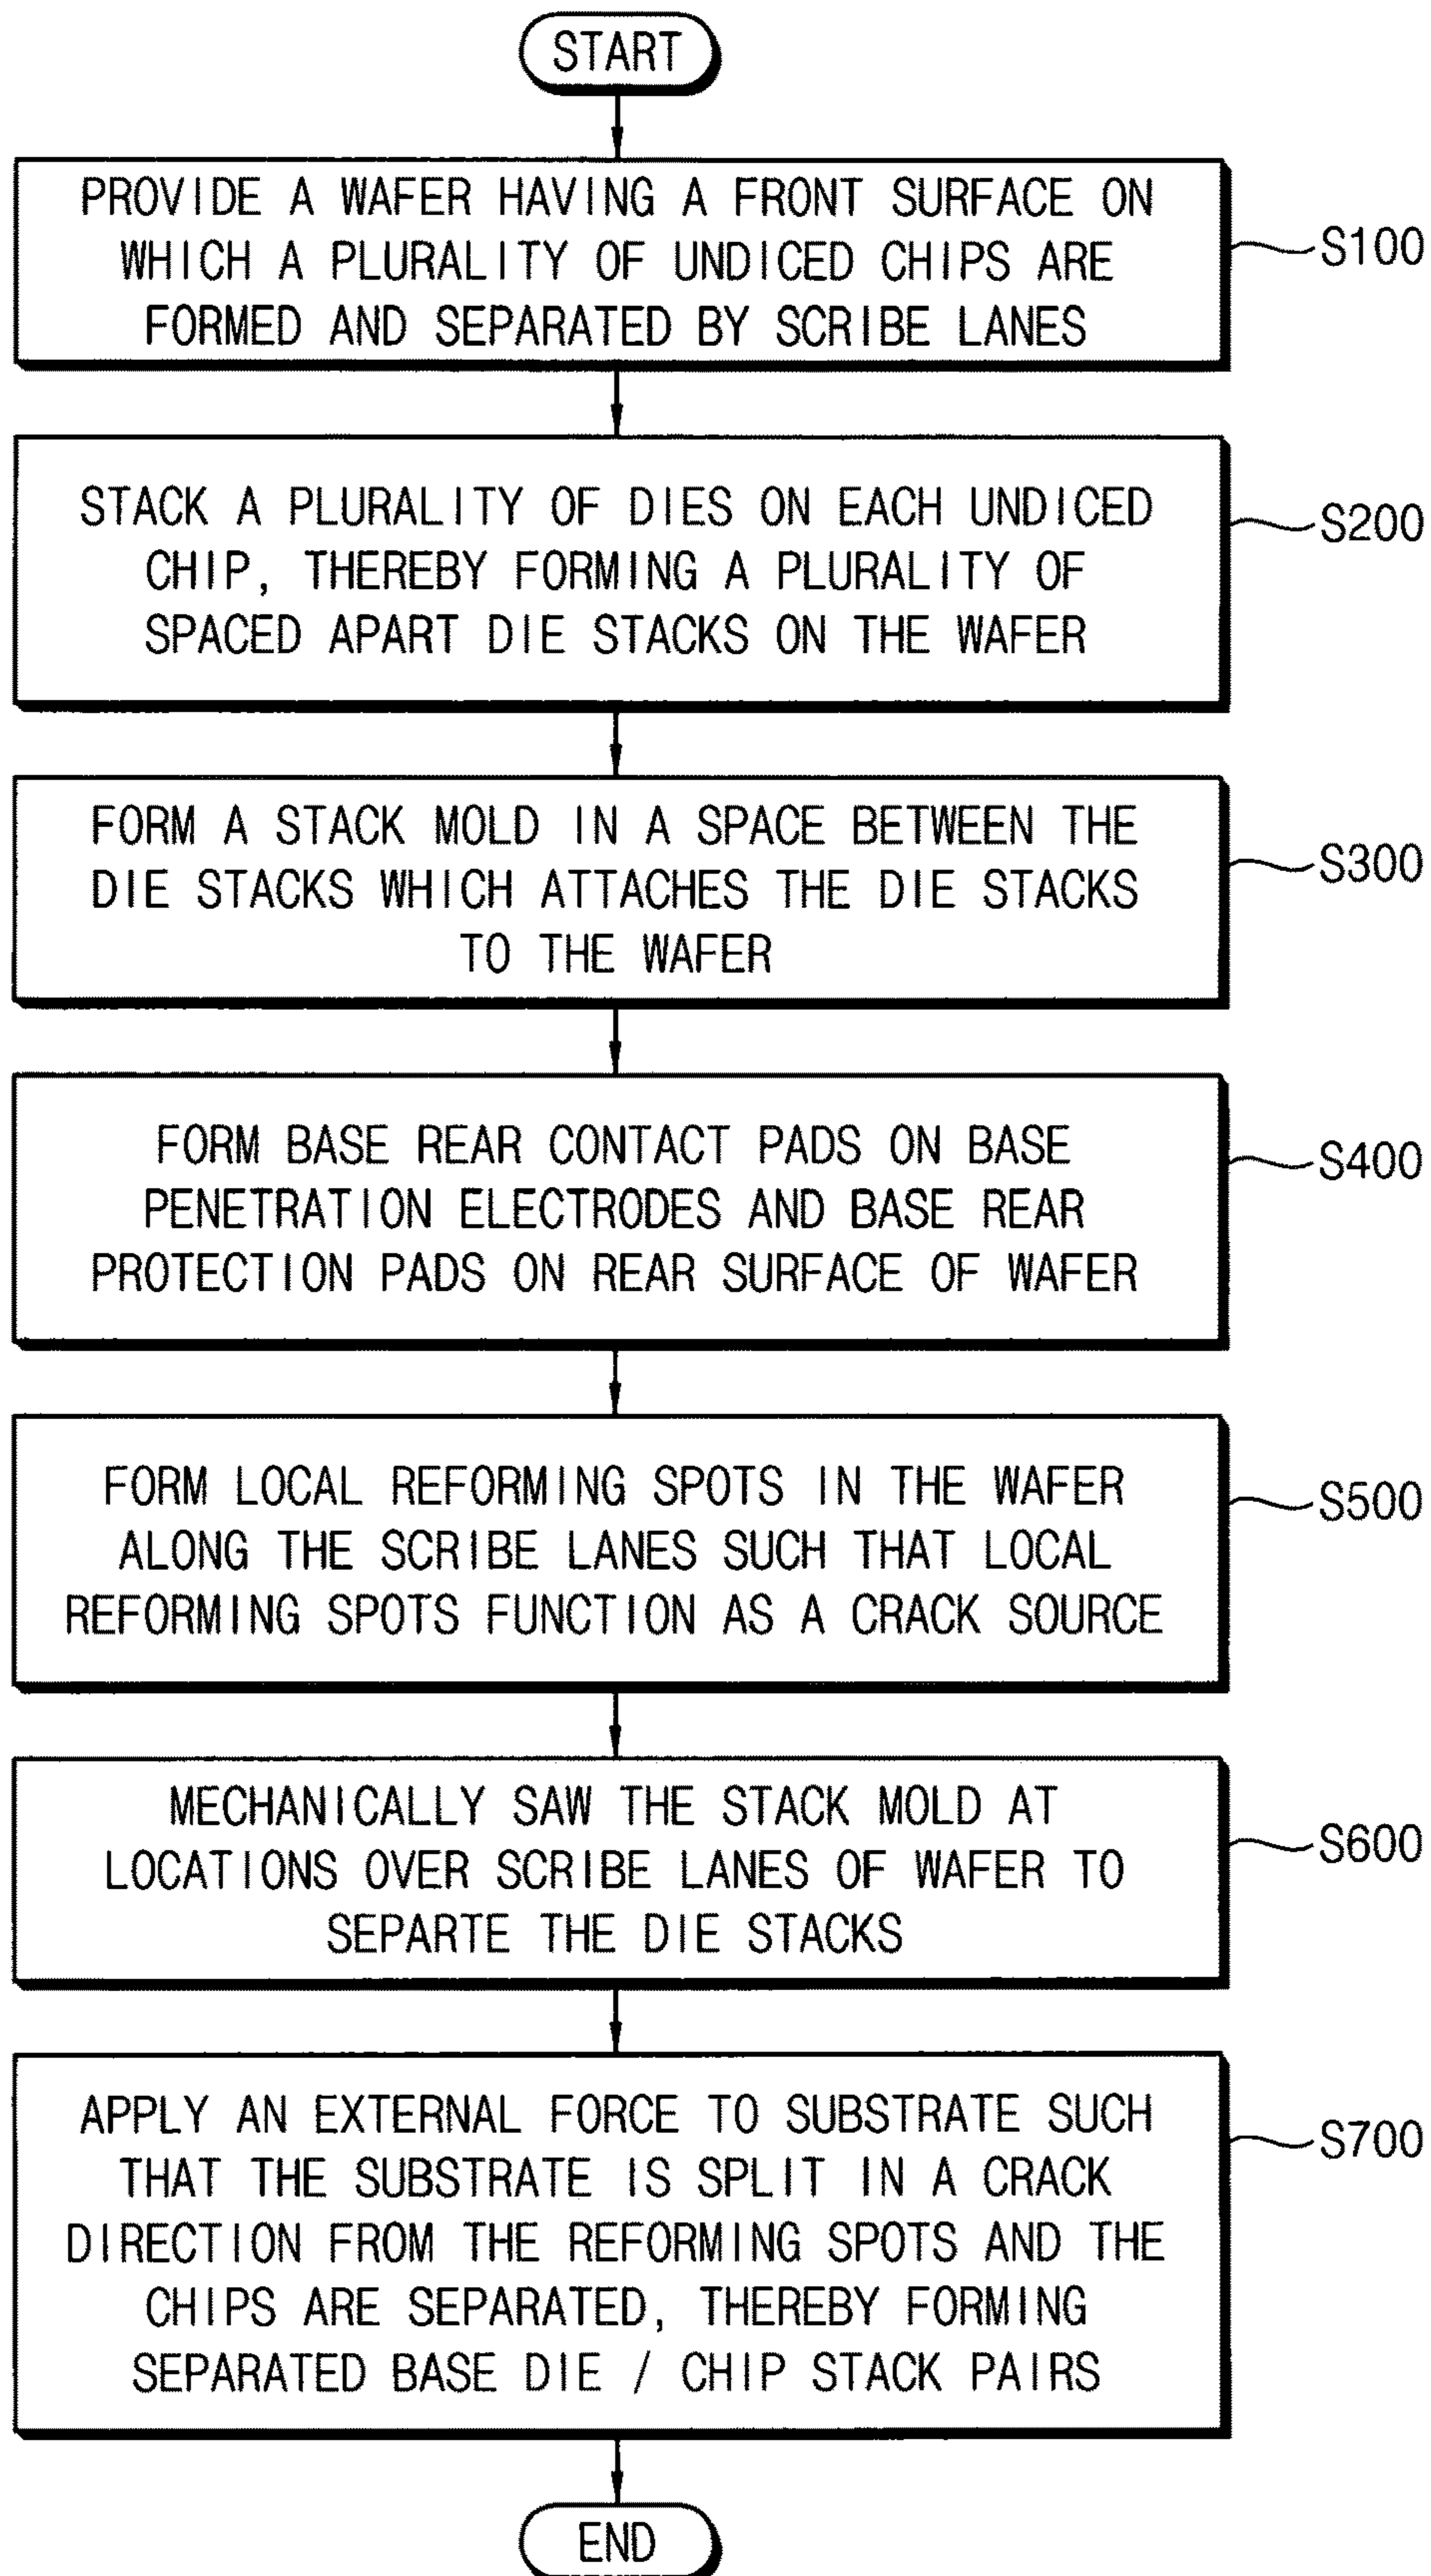 START
PROVIDE A WAFER HAVING A FRONT SURFACE ON
WHICH A PLURALITY OF UNDICED CHIPS ARE
FORMED AND SEPARATED BY SCRIBE LANES
S100
STACK A PLURALITY OF DIES ON EACH UNDICED
CHIP, THEREBY FORMING A PLURALITY OF
SPACED APART DIE STACKS ON THE WAFER
S200
FORM A STACK MOLD IN A SPACE BETWEEN THE
DIE STACKS WHICH ATTACHES THE DIE STACKS
TO THE WAFER
S300
FORM BASE REAR CONTACT PADS ON BASE
PENETRATION ELECTRODES AND BASE REAR
PROTECTION PADS ON REAR SURFACE OF WAFER
S400
FORM LOCAL REFORMING SPOTS IN THE WAFER
ALONG THE SCRIBE LANES SUCH THAT LOCAL
REFORMING SPOTS FUNCTION AS A CRACK SOURCE
S500
MECHANICALLY SAW THE STACK MOLD AT
LOCATIONS OVER SCRIBE LANES OF WAFER TO
SEPARTE THE DIE STACKS
S600
APPLY AN EXTERNAL FORCE TO SUBSTRATE SUCH
THAT THE SUBSTRATE IS SPLIT IN A CRACK
DIRECTION FROM THE REFORMING SPOTS AND THE
CHIPS ARE SEPARATED, THEREBY FORMING
SEPARATED BASE DIE / CHIP STACK PAIRS
S700
END